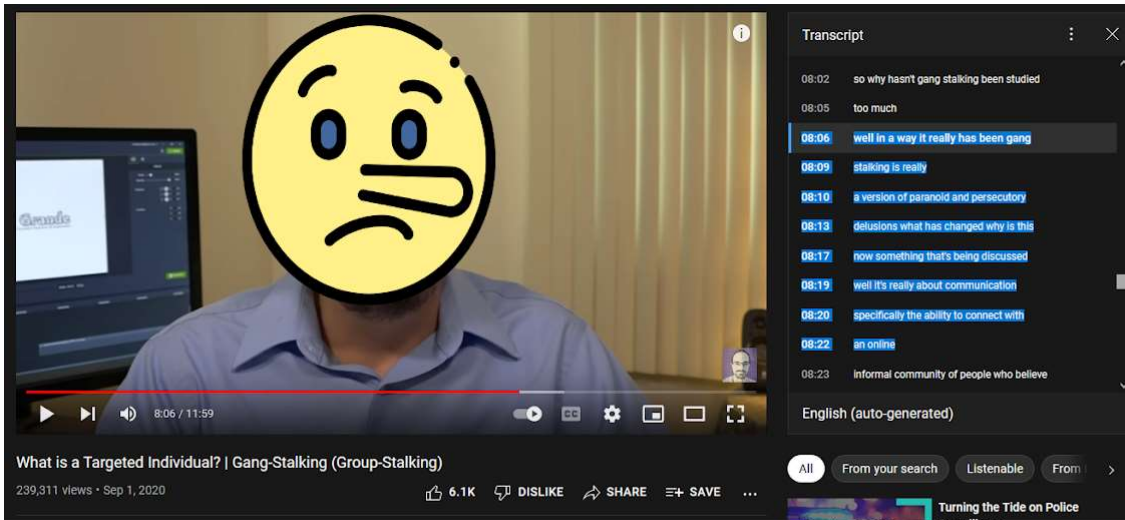 Transcript
08:02 so why hasn't gang stalking been studied
08:05 too much
08:06 well in a way it really has been gang
08:09 stalking is really
08:10 a version of paranoid and persecutory
08:13 delusions what has changed why is this
08:17 now something that's being discussed
08:19 well it's really about communication
08:20 specifically the ability to connect with
08:22 an online
08:23 informal community of people who believe
English (auto-generated)
Grande
8:06 / 11:59
CC
What is a Targeted Individual? | Gang-Stalking (Group-Stalking)
239,311 views • Sep 1, 2020
6.1K DISLIKE SHARE SAVE ...
All From your search Listenable From
Turning the Tide on Police